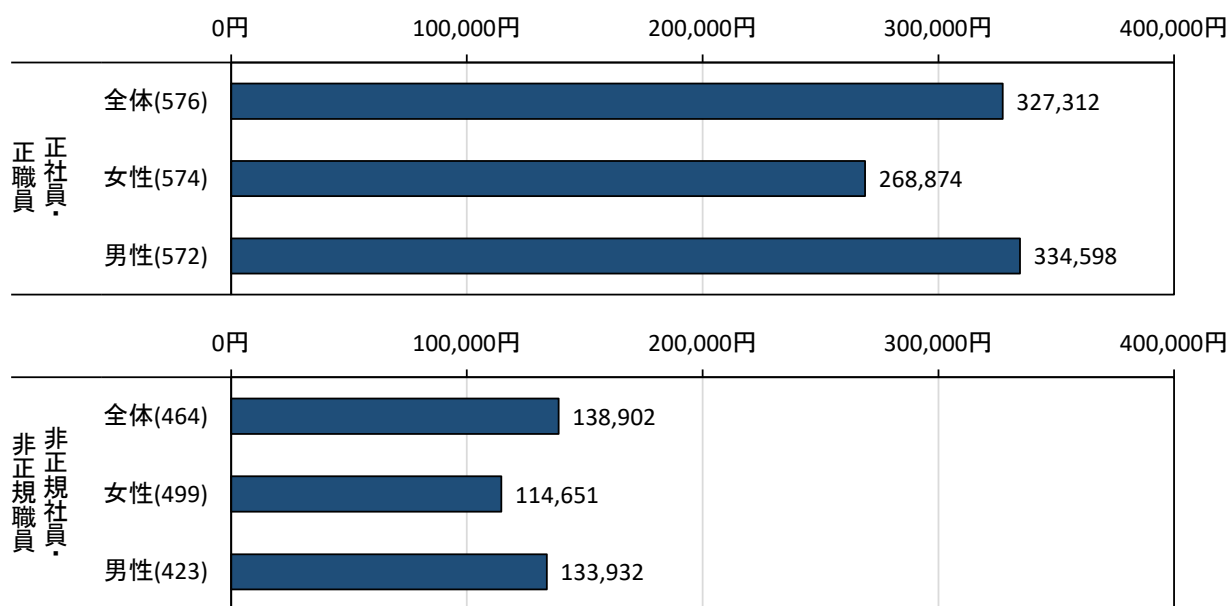 0円 100,000円 200,000円 300,000円 400,000円
正社員・
正職員
全体(576) 327,312
女性(574) 268,874
男性(572) 334,598
0円 100,000円 200,000円 300,000円 400,000円
非正規社員・
非正規職員
全体(464) 138,902
女性(499) 114,651
男性(423) 133,932